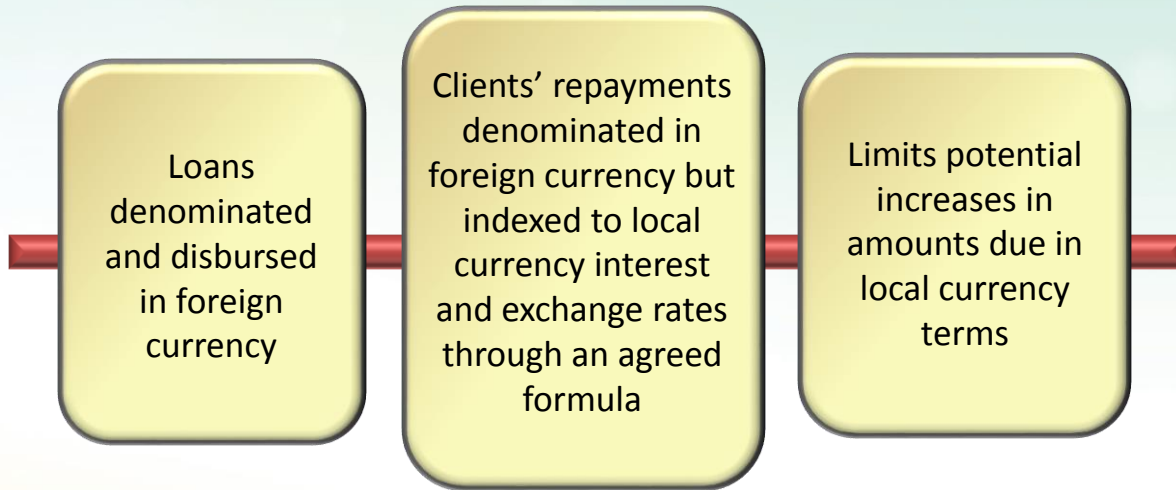 Loans
denominated
and disbursed
in foreign
currency
Clients’ repayments
denominated in
foreign currency but
indexed to local
currency interest
and exchange rates
through an agreed
formula
Limits potential
increases in
amounts due in
local currency
terms